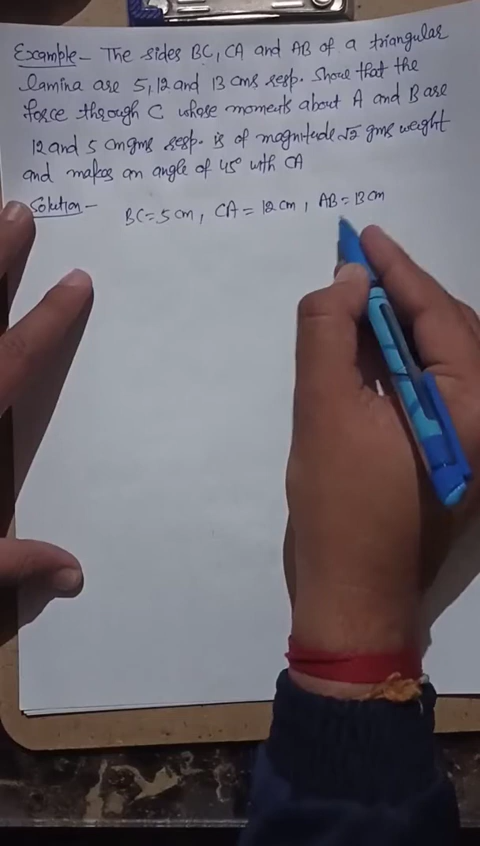 Example - The sides BC, CA and AB of a triangular
lamina are 5, 12 and 13 cms resp. Show that the
force through C whose moments about A and B are
12 and 5 cmgms resp. is of magnitude √2 gms weight
and makes an angle of 45° with CA
Solution -
BC = 5 cm, CA = 12 cm, AB = 13 cm